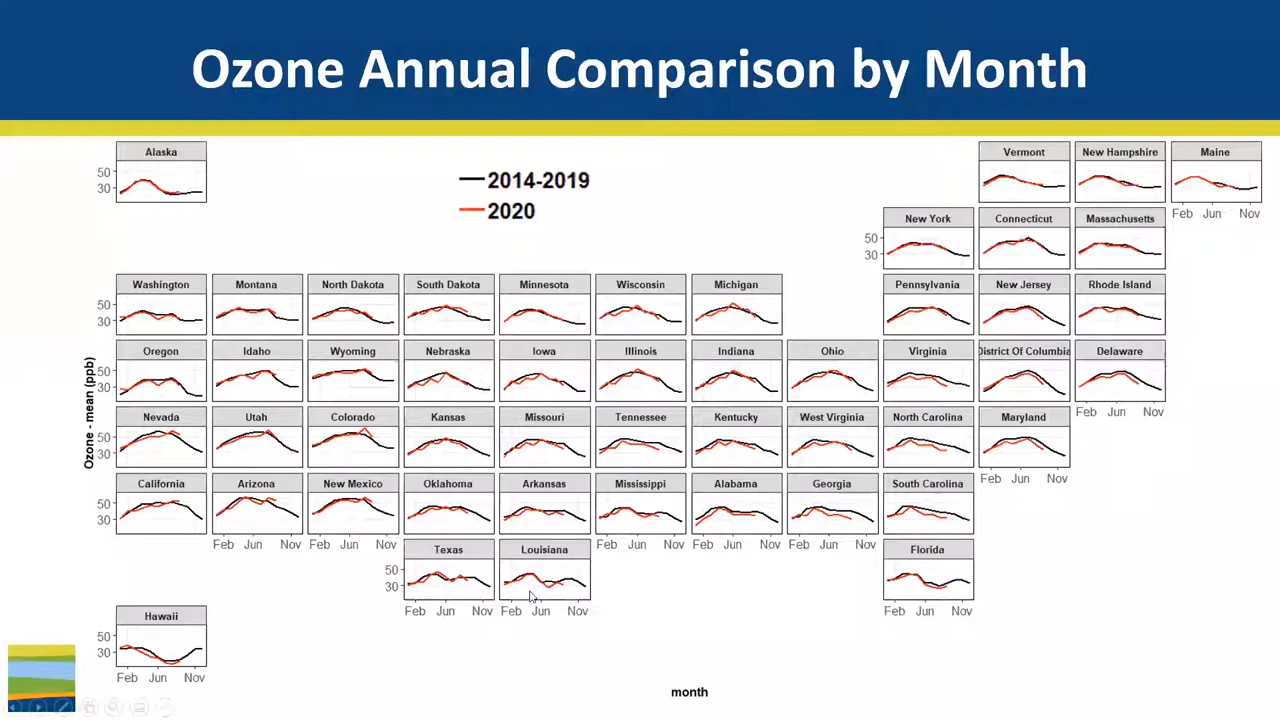 Ozone Annual Comparison by Month
Alaska
Vermont New Hampshire Maine
50
30
2014-2019
2020
Feb Jun Nov
New York Connecticut Massachusetts
50
30
Washington Montana North Dakota South Dakota Minnesota Wisconsin Michigan Pennsylvania New Jersey Rhode Island
50
30
Oregon Idaho Wyoming Nebraska Iowa Illinois Indiana Ohio Virginia District Of Columbia Delaware
50
30
Feb Jun Nov
Ozone - mean (ppb)
Nevada Utah Colorado Kansas Missouri Tennessee Kentucky West Virginia North Carolina Maryland
50
30
Feb Jun Nov
California Arizona New Mexico Oklahoma Arkansas Mississippi Alabama Georgia South Carolina
50
30
Feb Jun Nov Feb Jun Nov Feb Jun Nov Feb Jun Nov Feb Jun Nov
Texas Louisiana Florida
50
30
Feb Jun Nov Feb Jun Nov Feb Jun Nov
Hawaii
50
30
Feb Jun Nov
month